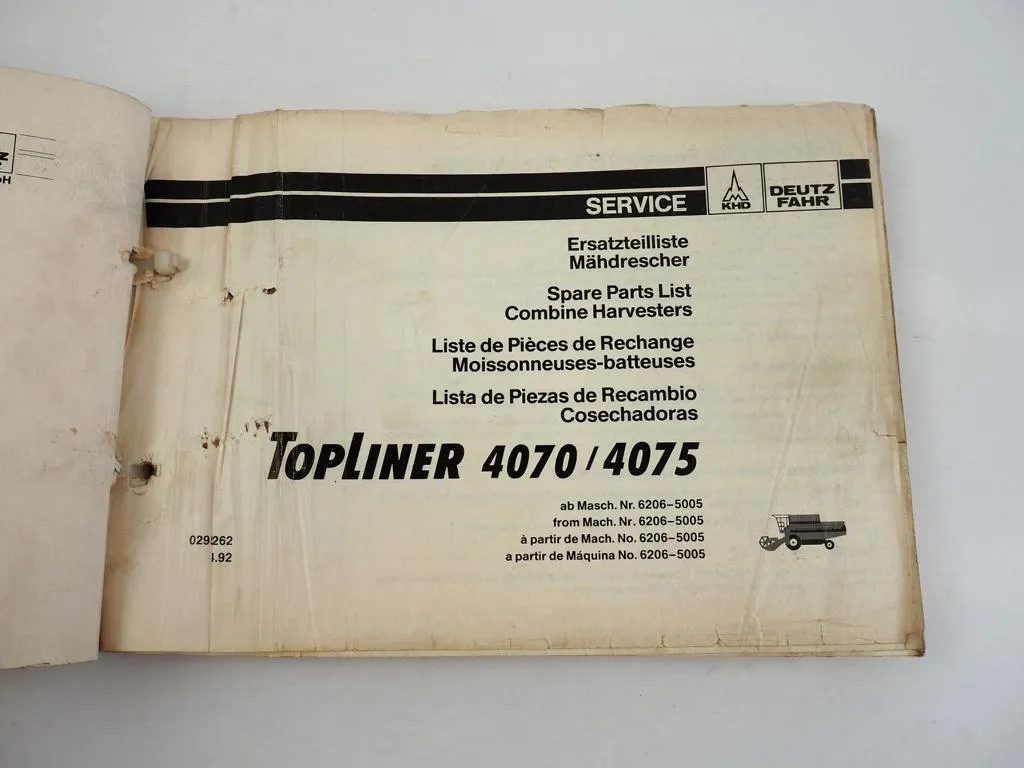 SERVICE
KHD
DEUTZ
FAHR
Ersatzteilliste
Mähdrescher
Spare Parts List
Combine Harvesters
Liste de Pièces de Rechange
Moissonneuses-batteuses
Lista de Piezas de Recambio
Cosechadoras
TOPLINER 4070 / 4075
ab Masch. Nr. 6206–5005
from Mach. Nr. 6206–5005
à partir de Mach. No. 6206–5005
a partir de Máquina No. 6206–5005